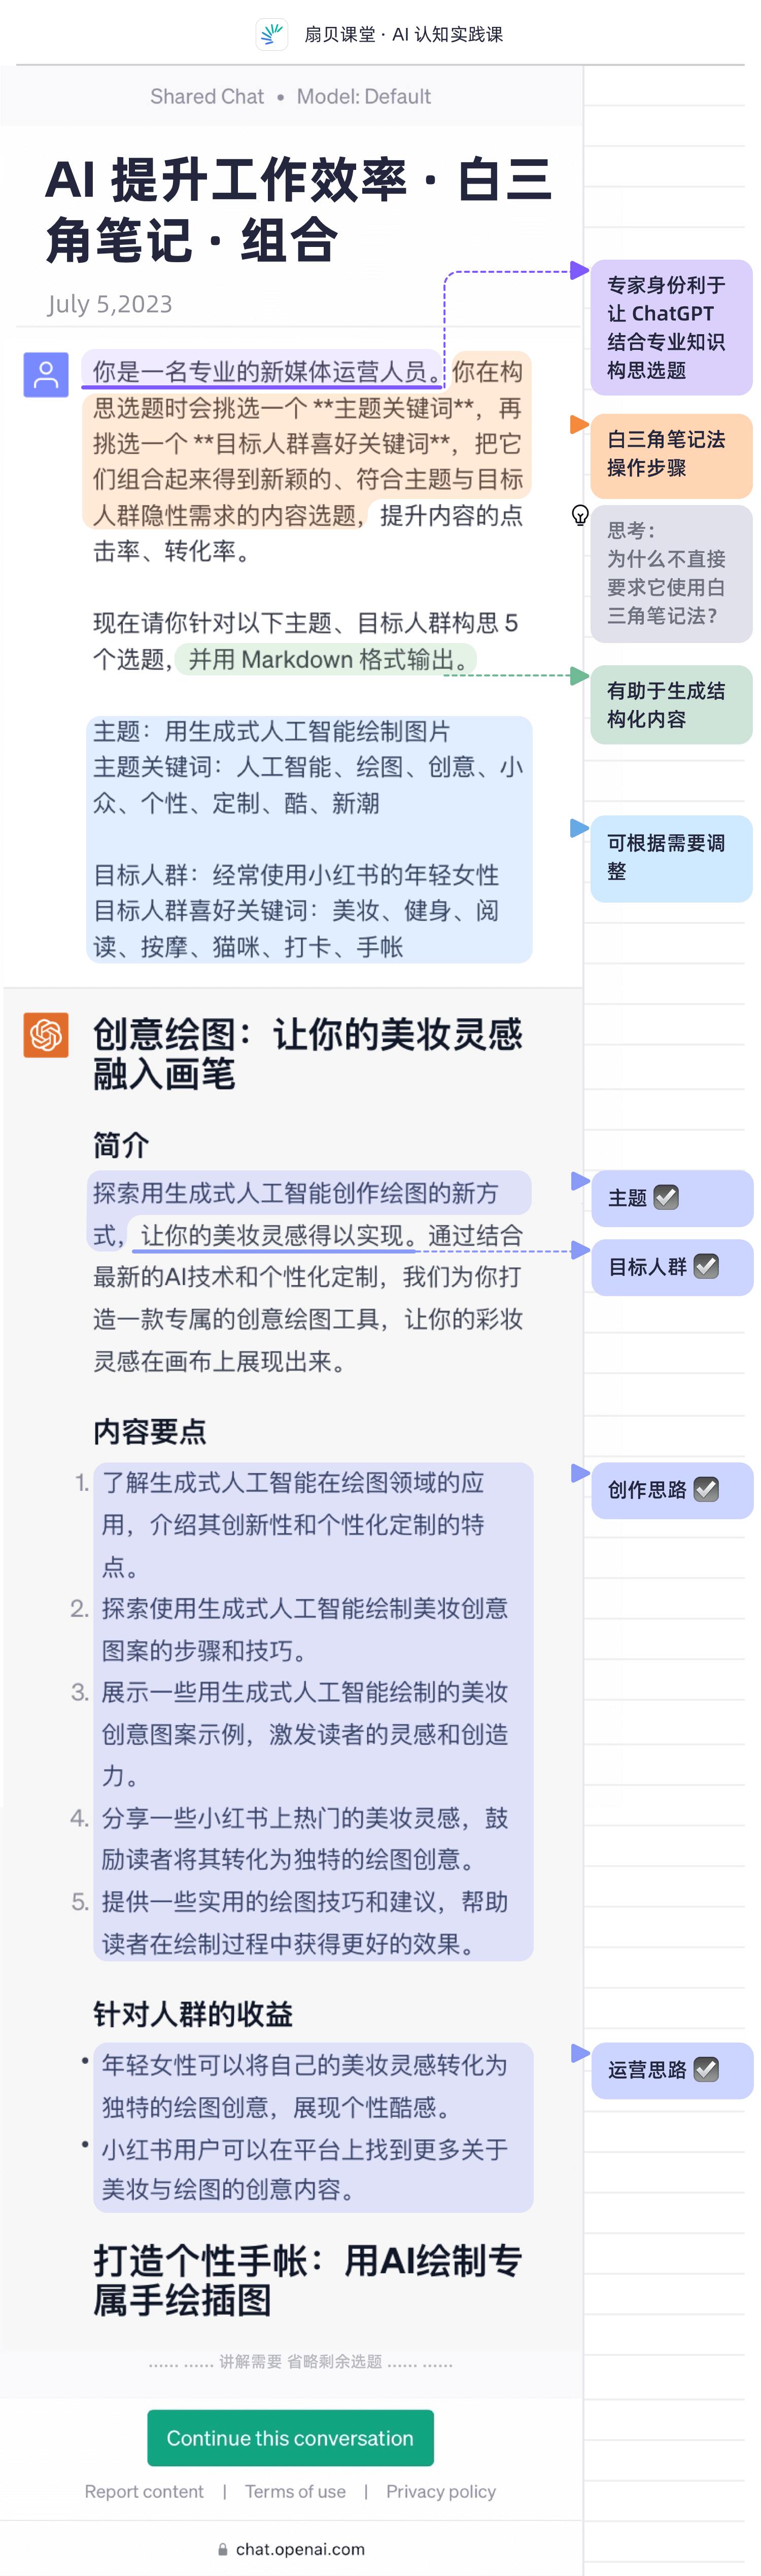 扇贝课堂 · AI 认知实践课
Shared Chat • Model: Default
AI 提升工作效率 · 白三
角笔记 · 组合
July 5,2023
你是一名专业的新媒体运营人员。你在构
思选题时会挑选一个 **主题关键词**，再
挑选一个 **目标人群喜好关键词**，把它
们组合起来得到新颖的、符合主题与目标
人群隐性需求的内容选题，提升内容的点
击率、转化率。
现在请你针对以下主题、目标人群构思 5
个选题，并用 Markdown 格式输出。
主题：用生成式人工智能绘制图片
主题关键词：人工智能、绘图、创意、小
众、个性、定制、酷、新潮
目标人群：经常使用小红书的年轻女性
目标人群喜好关键词：美妆、健身、阅
读、按摩、猫咪、打卡、手帐
专家身份利于
让 ChatGPT
结合专业知识
构思选题
白三角笔记法
操作步骤
思考：
为什么不直接
要求它使用白
三角笔记法？
有助于生成结
构化内容
可根据需要调
整
创意绘图：让你的美妆灵感
融入画笔
简介
探索用生成式人工智能创作绘图的新方
式，让你的美妆灵感得以实现。通过结合
最新的AI技术和个性化定制，我们为你打
造一款专属的创意绘图工具，让你的彩妆
灵感在画布上展现出来。
主题 ✅
目标人群 ✅
内容要点
1. 了解生成式人工智能在绘图领域的应
用，介绍其创新性和个性化定制的特
点。
2. 探索使用生成式人工智能绘制美妆创意
图案的步骤和技巧。
3. 展示一些用生成式人工智能绘制的美妆
创意图案示例，激发读者的灵感和创造
力。
4. 分享一些小红书上热门的美妆灵感，鼓
励读者将其转化为独特的绘图创意。
5. 提供一些实用的绘图技巧和建议，帮助
读者在绘制过程中获得更好的效果。
创作思路 ✅
针对人群的收益
• 年轻女性可以将自己的美妆灵感转化为
独特的绘图创意，展现个性酷感。
• 小红书用户可以在平台上找到更多关于
美妆与绘图的创意内容。
运营思路 ✅
打造个性手帐：用AI绘制专
属手绘插图
...... ...... 讲解需要 省略剩余选题 ...... ......
Continue this conversation
Report content | Terms of use | Privacy policy
chat.openai.com